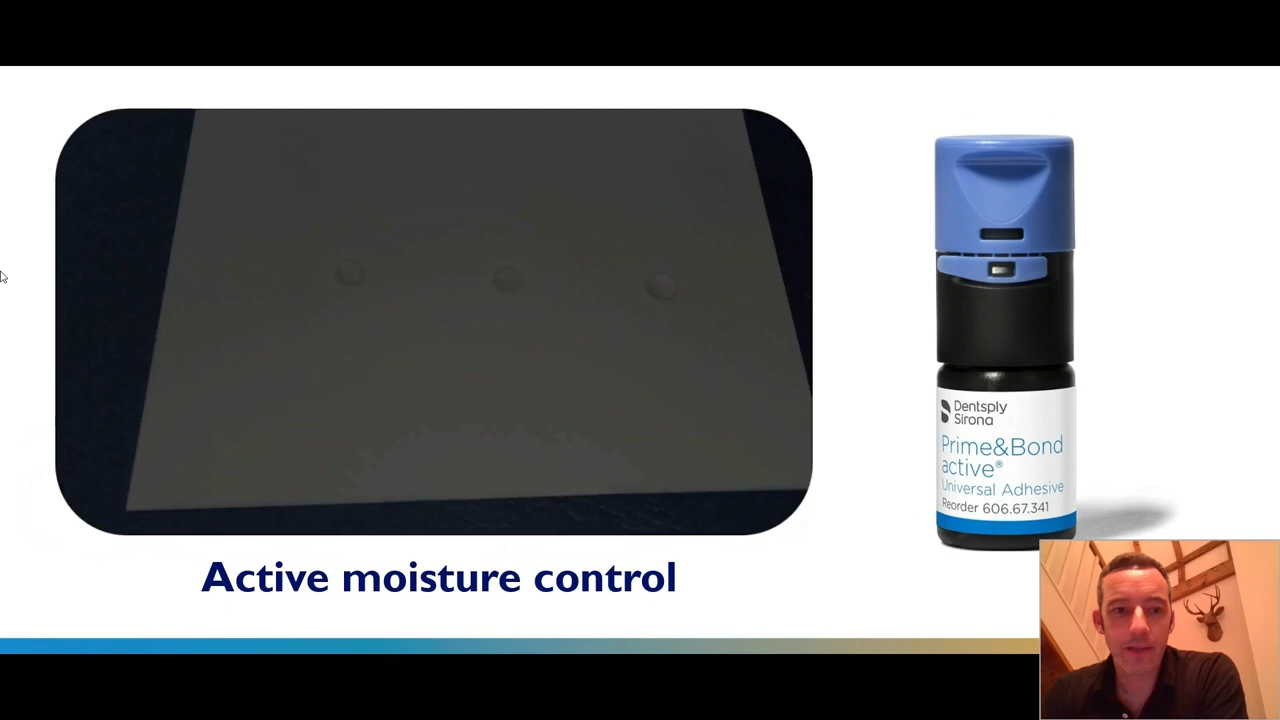 Dentsply
Sirona
Prime&Bond
active®
Universal Adhesive
Reorder 606.67.341
Active moisture control